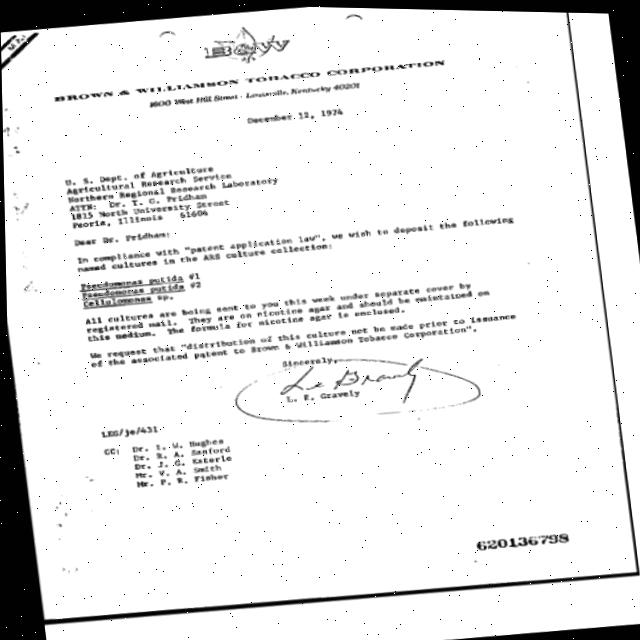 B&W
BROWN & WILLIAMSON TOBACCO CORPORATION
1600 West Hill Street · Louisville, Kentucky 40201
December 12, 1974
U. S. Dept. of Agriculture
Agricultural Research Service
Northern Regional Research Laboratory
ATTN: Dr. T. G. Pridham
1815 North University Street
Peoria, Illinois 61604
Dear Dr. Pridham:
In compliance with "patent application law", we wish to deposit the following
named cultures in the ARS culture collection:
Pseudomonas putida #1
Pseudomonas putida #2
Cellulomonas sp.
All cultures are being sent to you this week under separate cover by
registered mail. They are on nicotine agar and should be maintained on
this medium. The formula for nicotine agar is enclosed.
We request that "distribution of this culture not be made prior to issuance
of the associated patent to Brown & Williamson Tobacco Corporation".
Sincerely,
L. E. Gravely
LEG/je/431
CC: Dr. I. W. Hughes
Dr. R. A. Sanford
Dr. J. G. Esterle
Mr. V. A. Smith
Mr. P. R. Fisher
620136798